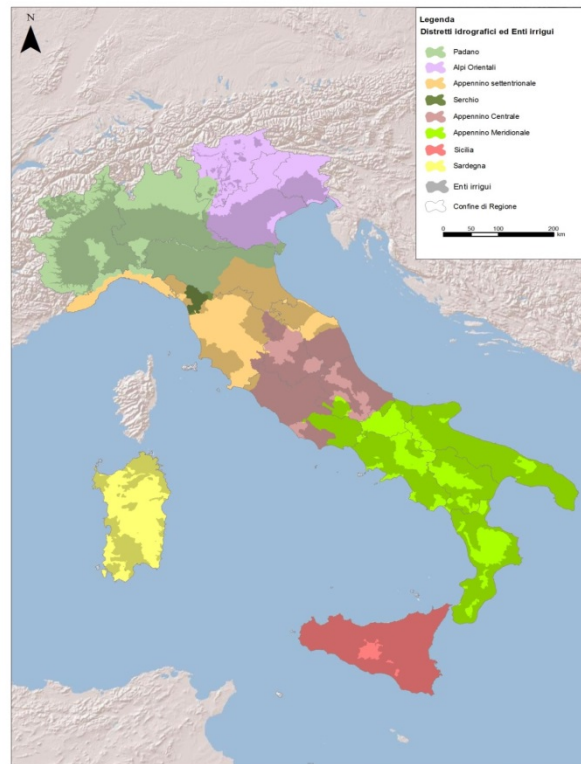 N
Legenda
Distretti idrografici ed Enti irrigui
Padano
Alpi Orientali
Appennino settentrionale
Serchio
Appennino Centrale
Appennino Meridionale
Sicilia
Sardegna
Enti irrigui
Confine di Regione
0 50 100 200
km